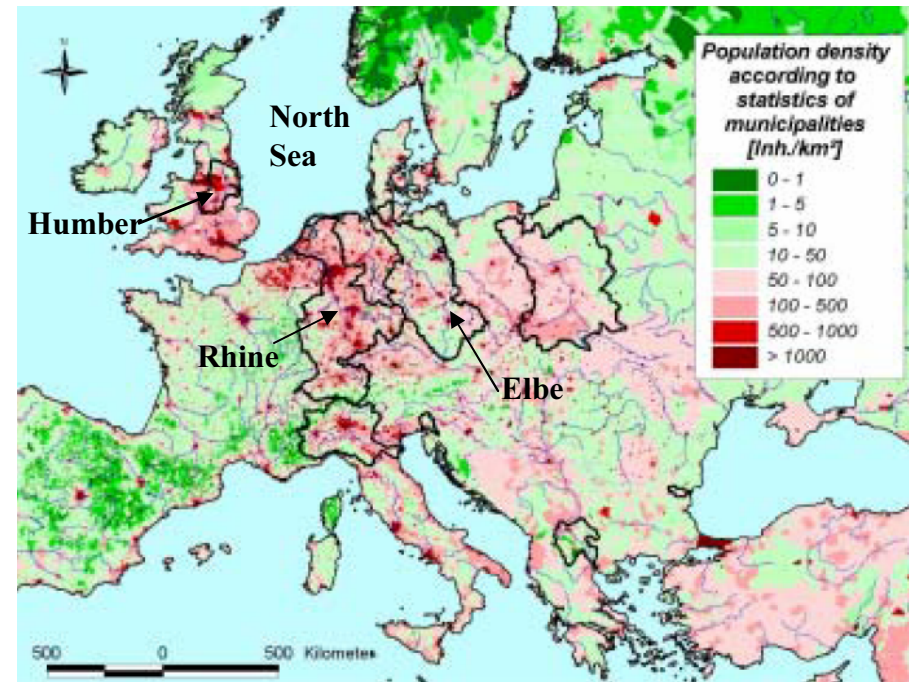 N
North
Sea
Humber
Rhine
Elbe
Population density
according to
statistics of
municipalities
[Inh./km²]
0 - 1
1 - 5
5 - 10
10 - 50
50 - 100
100 - 500
500 - 1000
> 1000
500 0 500 Kilometers